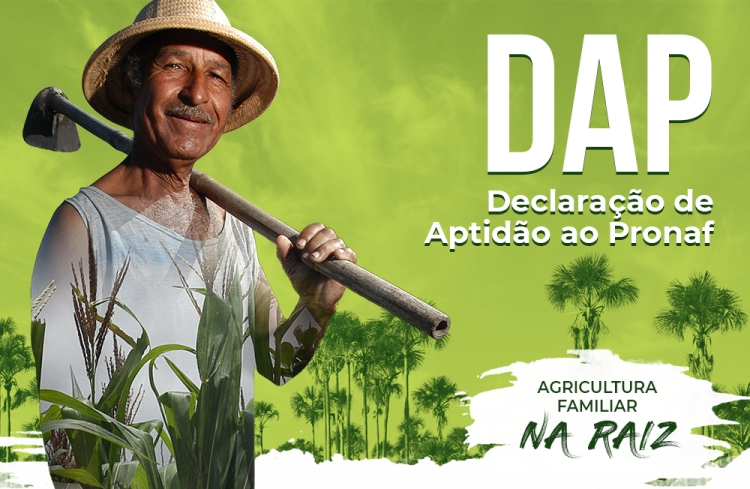 DAP
Declaração de
Aptidão ao Pronaf
AGRICULTURA
FAMILIAR
NA RAIZ